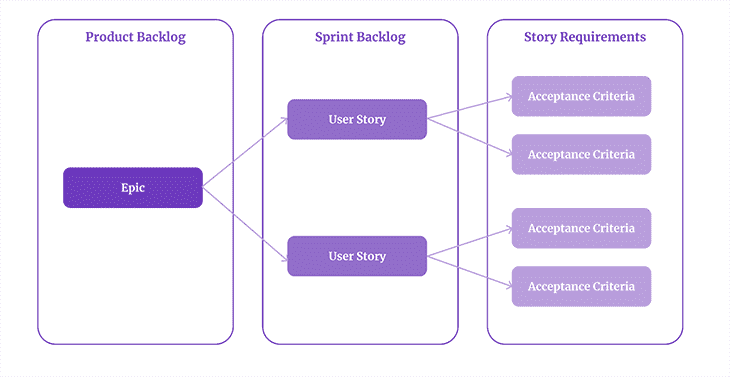 Product Backlog
Epic
Sprint Backlog
User Story
User Story
Story Requirements
Acceptance Criteria
Acceptance Criteria
Acceptance Criteria
Acceptance Criteria